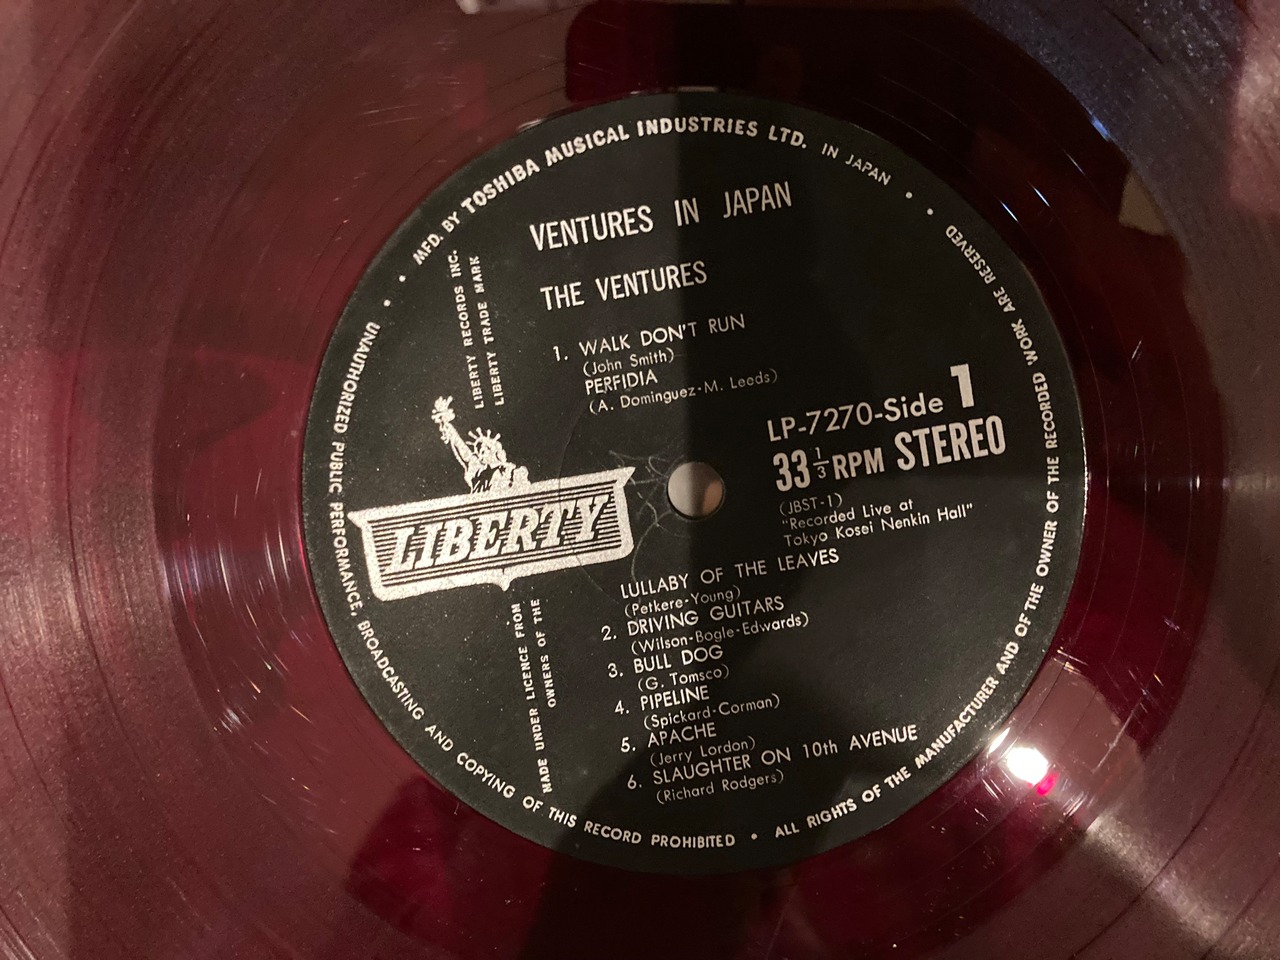 MFD. BY TOSHIBA MUSICAL INDUSTRIES LTD. IN JAPAN
VENTURES IN JAPAN
THE VENTURES
LIBERTY RECORDS INC.
LIBERTY TRADE MARK
1. WALK DON'T RUN
(John Smith)
PERFIDIA
(A. Dominguez-M. Leeds)
LP-7270-Side 1
33 1/3 RPM STEREO
(JBST-1)
"Recorded Live at
Tokyo Kosei Nenkin Hall"
LIBERTY
LULLABY OF THE LEAVES
(Petkere-Young)
2. DRIVING GUITARS
(Wilson-Bogle-Edwards)
3. BULL DOG
(G. Tomsco)
4. PIPELINE
(Spickard-Corman)
5. APACHE
(Jerry Lordon)
6. SLAUGHTER ON 10th AVENUE
(Richard Rodgers)
MADE UNDER LICENCE FROM
OWNERS OF THE
UNAUTHORIZED PUBLIC PERFORMANCE, BROADCASTING AND COPYING OF THIS RECORD PROHIBITED • ALL RIGHTS OF THE MANUFACTURER AND OF THE OWNER OF THE RECORDED WORK ARE RESERVED